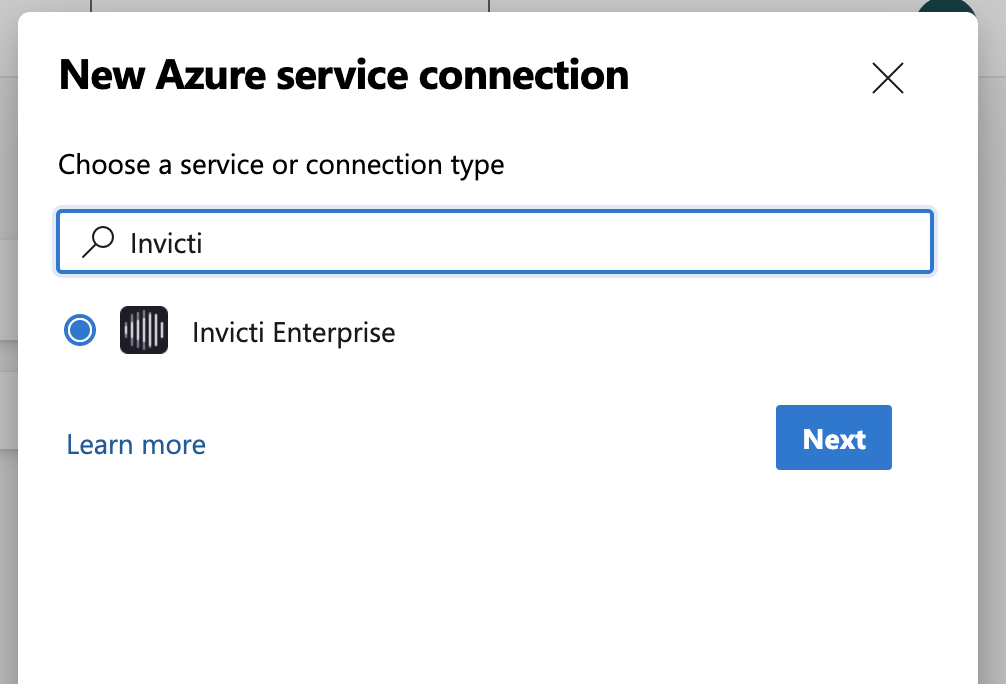 New Azure service connection
Choose a service or connection type
Invicti
Invicti Enterprise
Learn more
Next